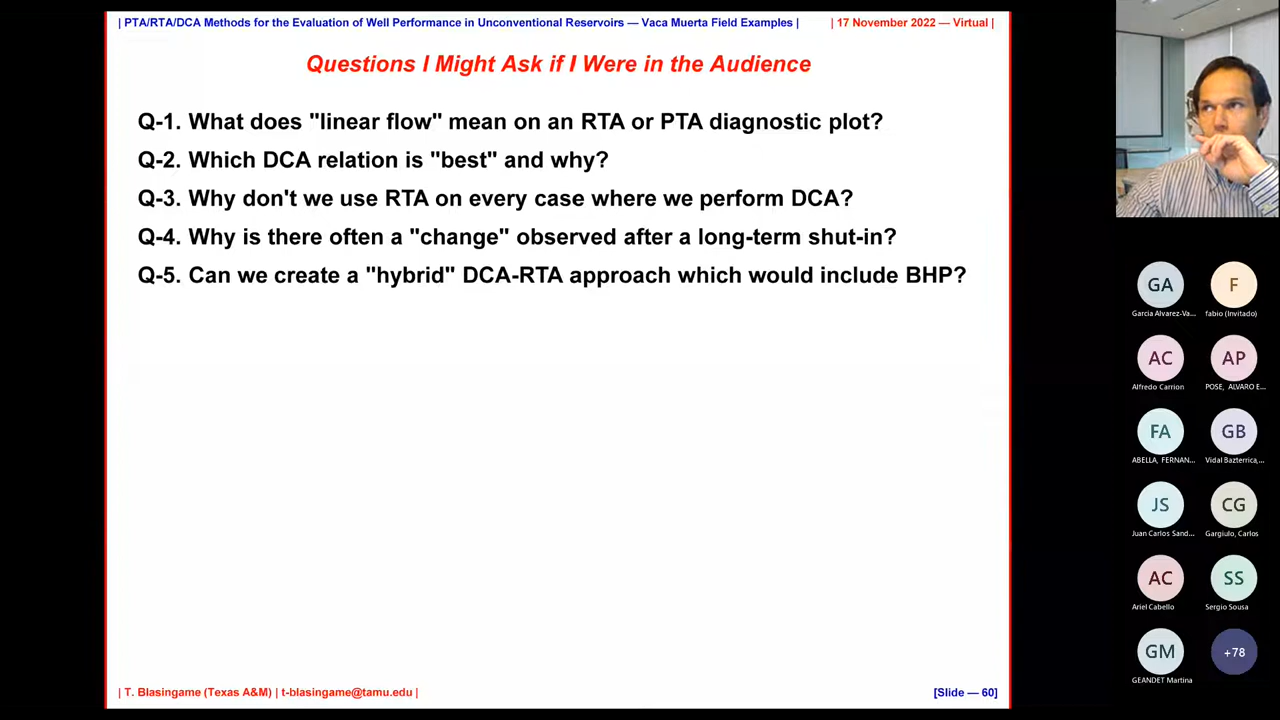 | PTA/RTA/DCA Methods for the Evaluation of Well Performance in Unconventional Reservoirs — Vaca Muerta Field Examples | | 17 November 2022 — Virtual |
Questions I Might Ask if I Were in the Audience
Q-1. What does "linear flow" mean on an RTA or PTA diagnostic plot?
Q-2. Which DCA relation is "best" and why?
Q-3. Why don't we use RTA on every case where we perform DCA?
Q-4. Why is there often a "change" observed after a long-term shut-in?
Q-5. Can we create a "hybrid" DCA-RTA approach which would include BHP?
| T. Blasingame (Texas A&M) | t-blasingame@tamu.edu | [Slide — 60]
GA F
Garcia Alvarez-Va... fabio (Invitado)
AC AP
Alfredo Carrion POSE, ALVARO E...
FA GB
ABELLA, FERNAN... Vidal Bazterrica,...
JS CG
Juan Carlos Sand... Gargiulo, Carlos
AC SS
Ariel Cabello Sergio Sousa
GM +78
GEANDET Martina